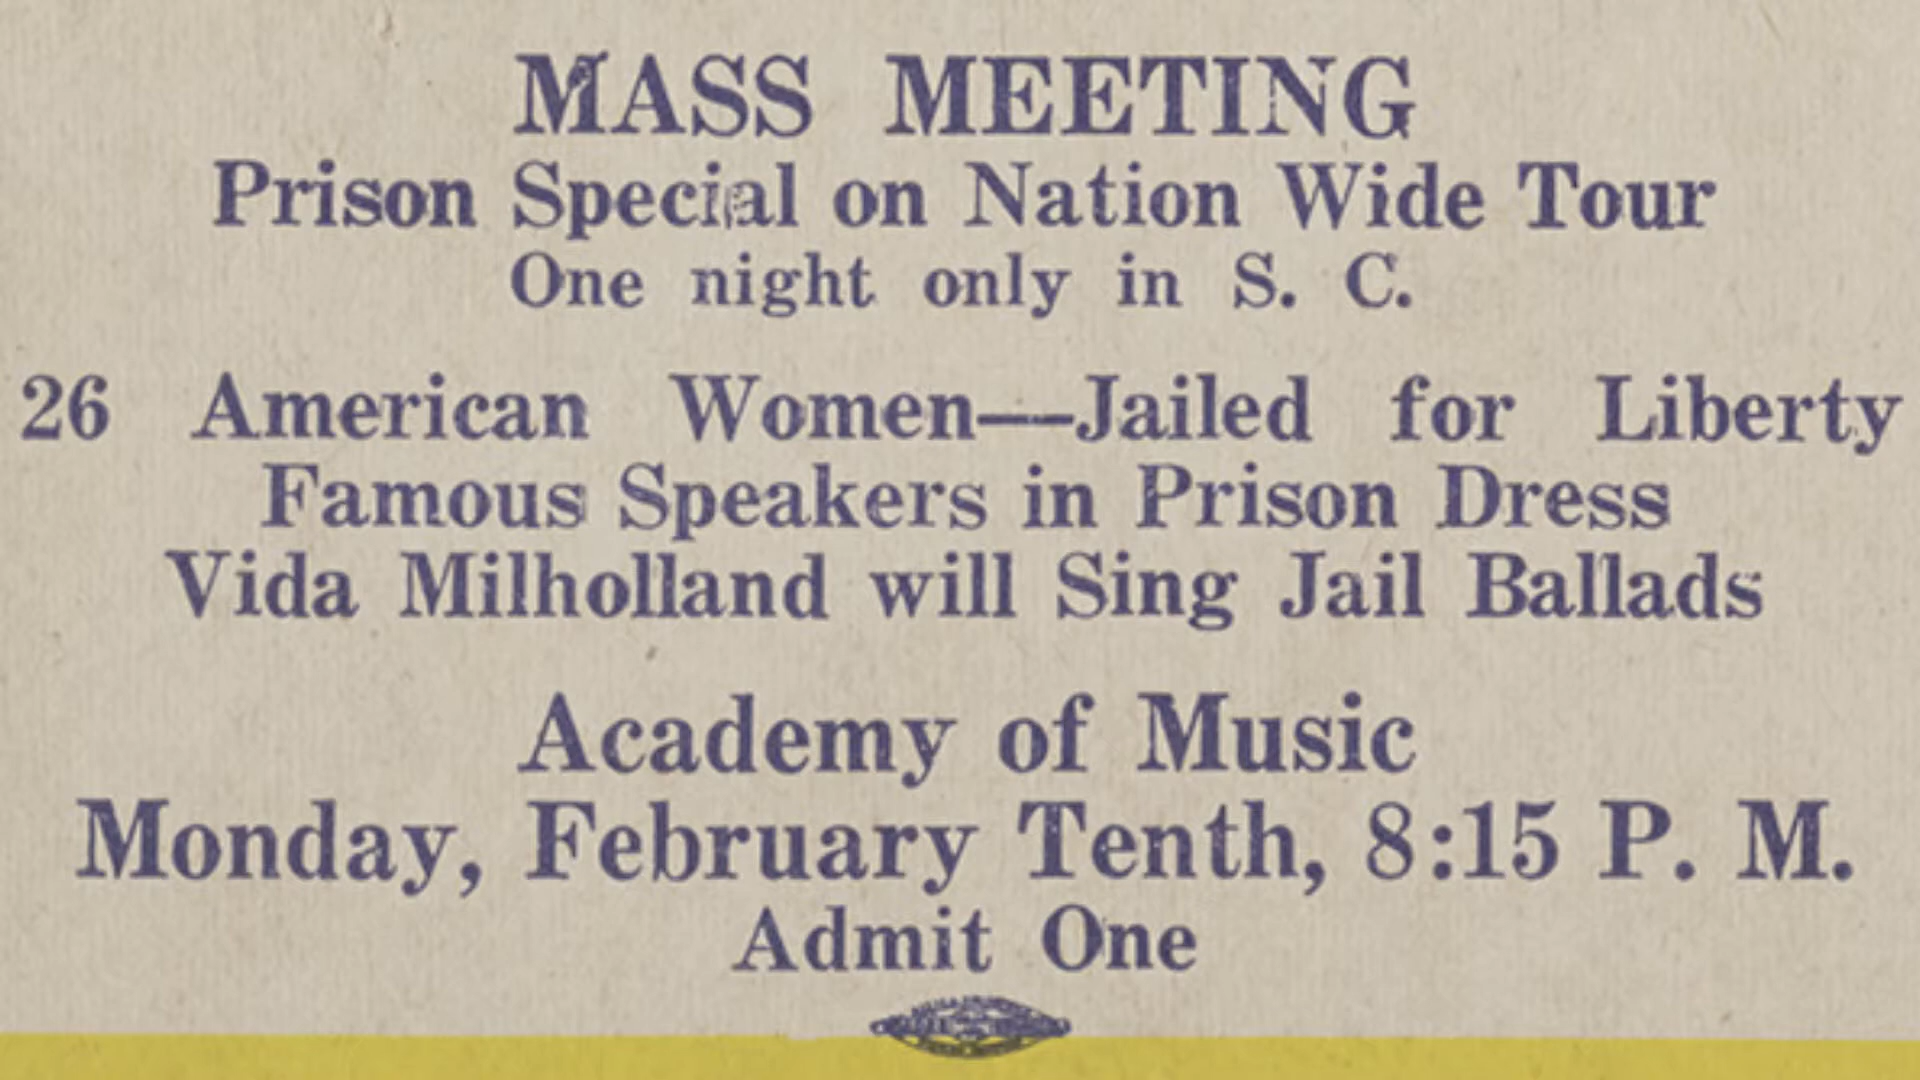 MASS MEETING
Prison Special on Nation Wide Tour
One night only in S. C.
26 American Women—Jailed for Liberty
Famous Speakers in Prison Dress
Vida Milholland will Sing Jail Ballads
Academy of Music
Monday, February Tenth, 8:15 P. M.
Admit One